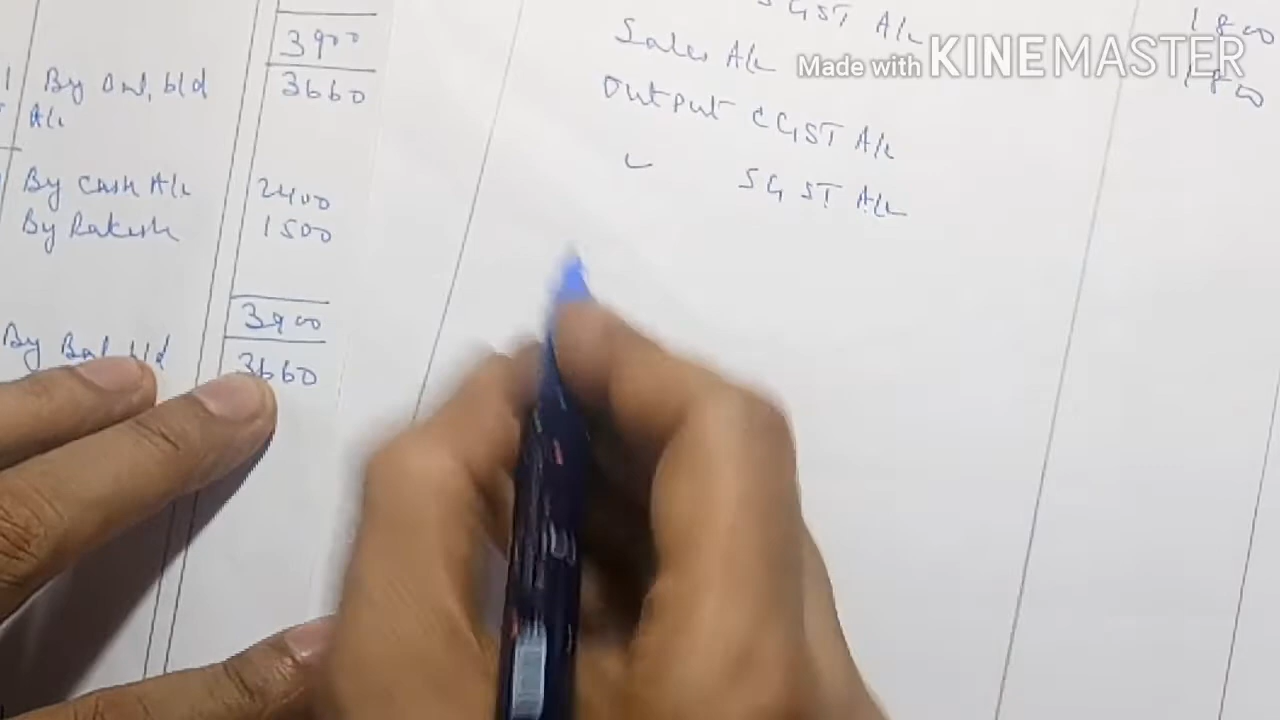 3900
By Bal, b/d 3660
A/c
By Cash A/c 2400
By Rakesh 1500
3900
By Bal b/d 3660
SGST A/c 1800
Sales A/c 1800
Output CGST A/c
SGST A/c
Made with KINEMASTER